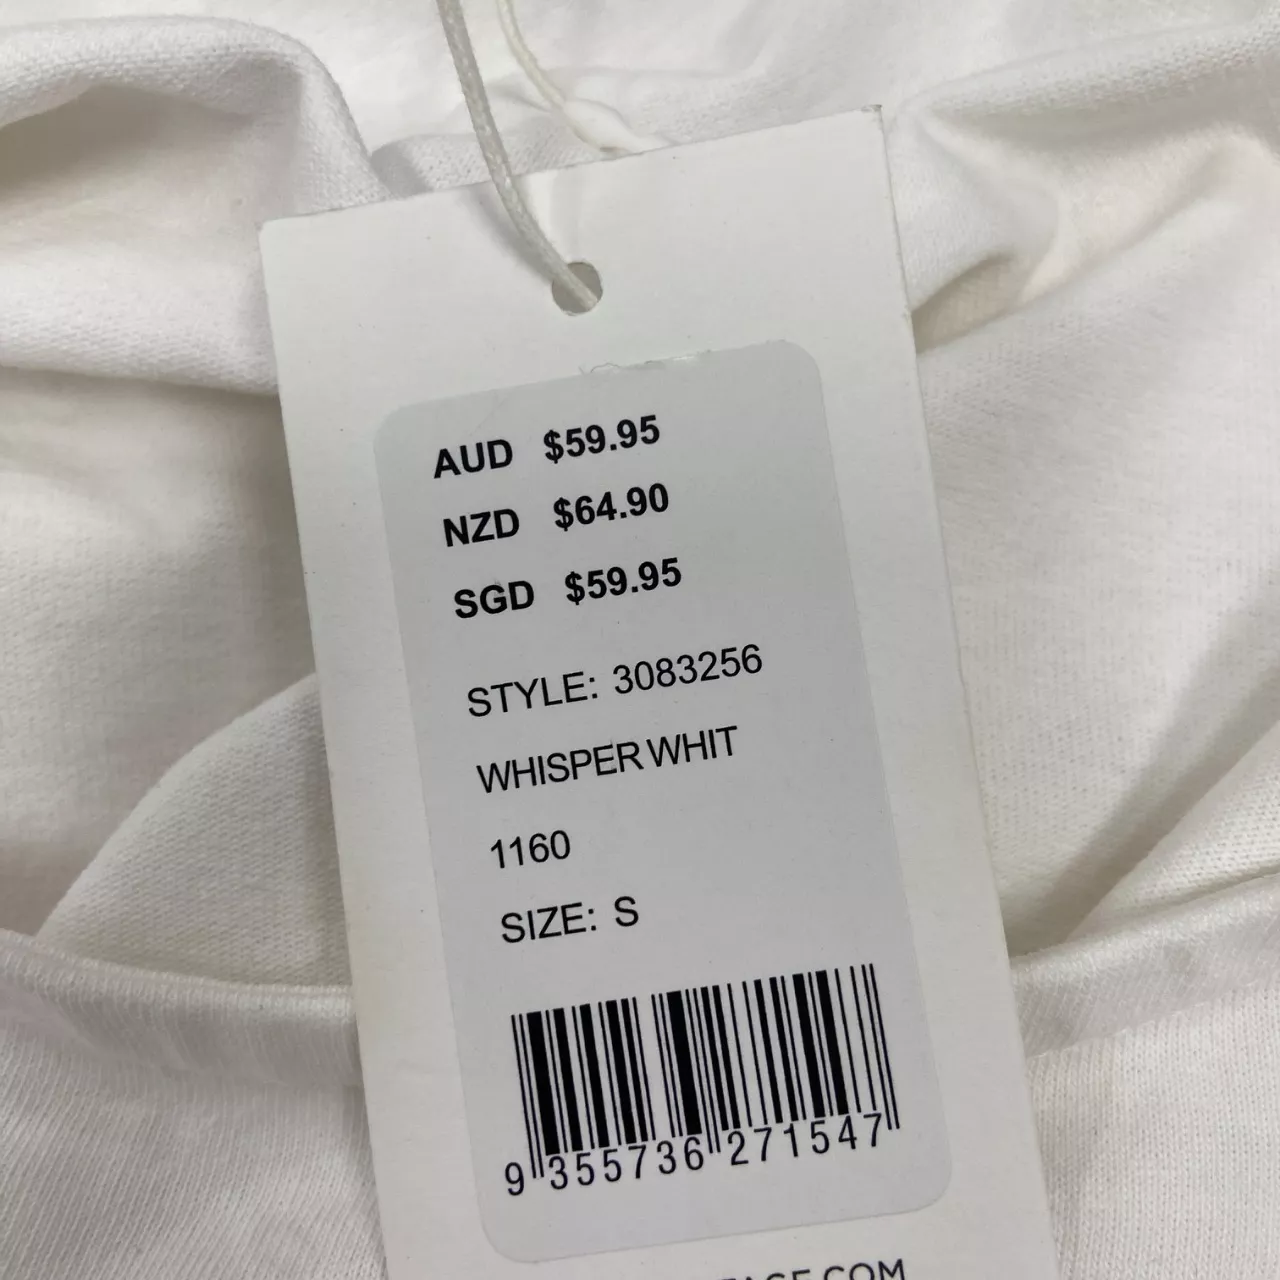 AUD $59.95
NZD $64.90
SGD $59.95
STYLE: 3083256
WHISPER WHIT
1160
SIZE: S
9 355736 271547